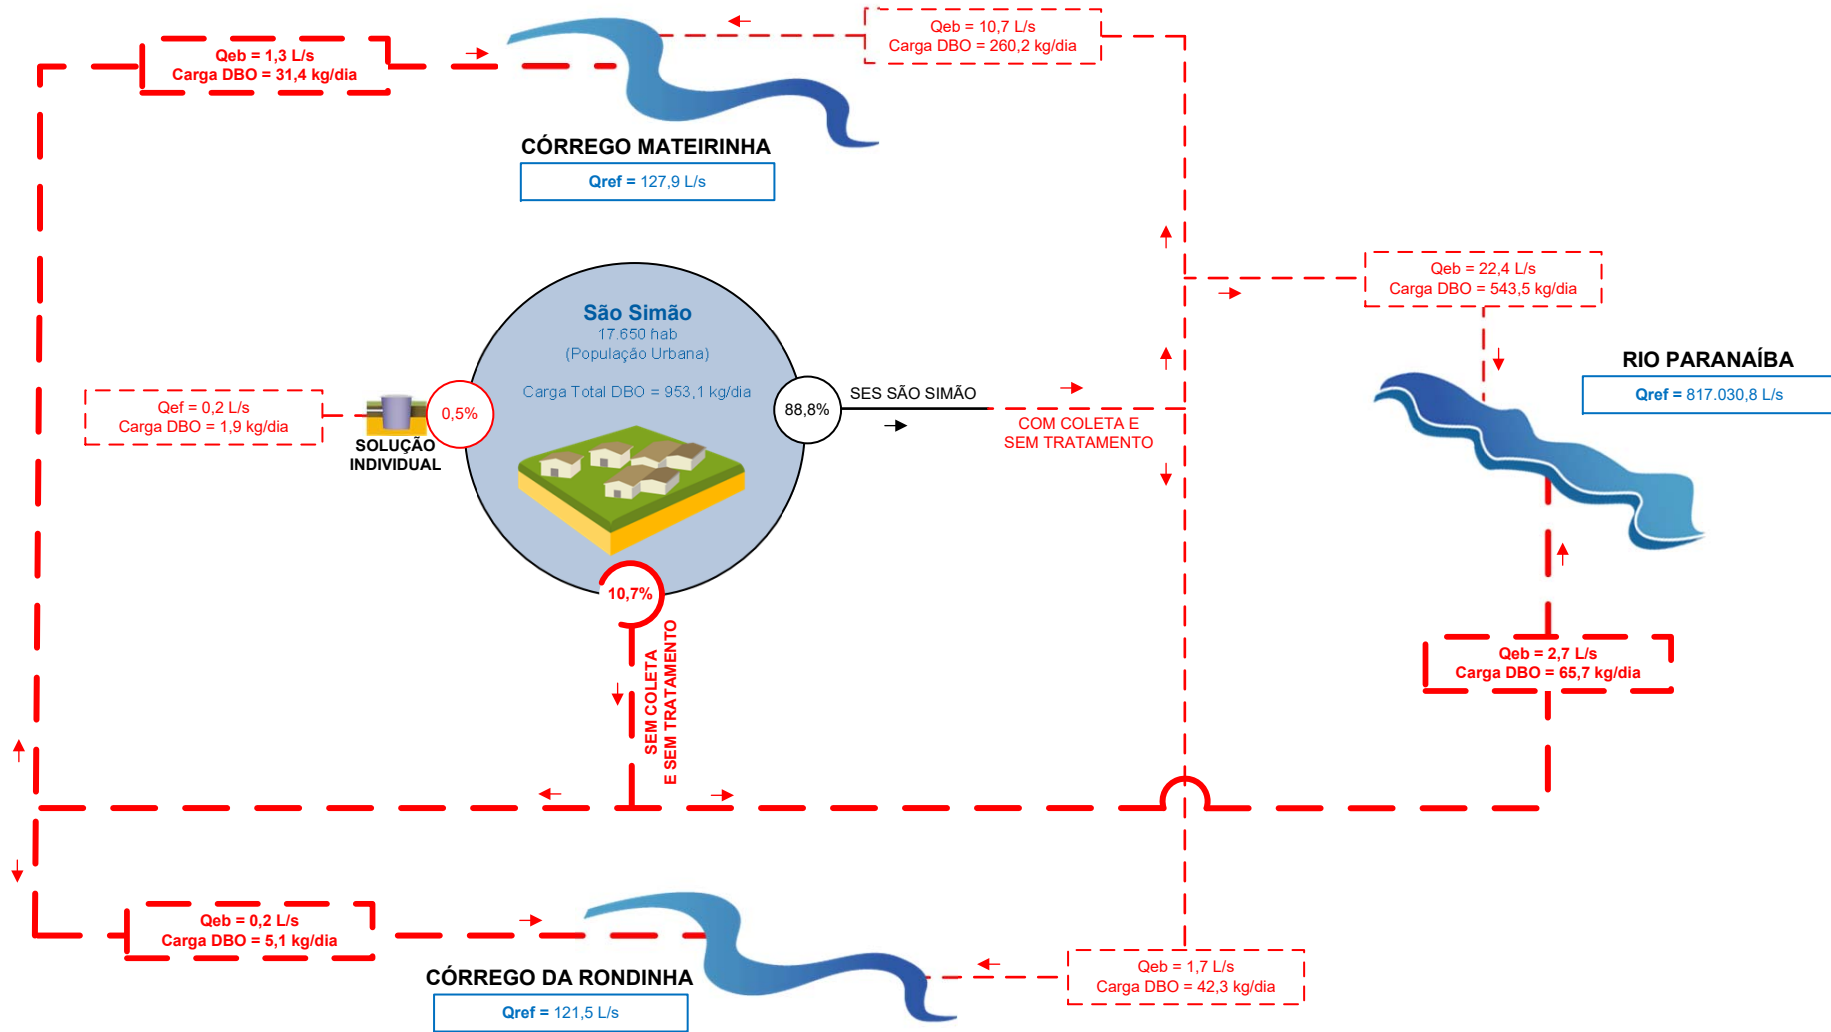 Qeb = 1,3 L/s
Carga DBO = 31,4 kg/dia
Qeb = 10,7 L/s
Carga DBO = 260,2 kg/dia
CÓRREGO MATEIRINHA
Qref = 127,9 L/s
Qeb = 22,4 L/s
Carga DBO = 543,5 kg/dia
São Simão
17.650 hab
(População Urbana)
Carga Total DBO = 953,1 kg/dia
RIO PARANAÍBA
Qref = 817.030,8 L/s
Qef = 0,2 L/s
Carga DBO = 1,9 kg/dia
0,5%
SOLUÇÃO
INDIVIDUAL
88,8%
SES SÃO SIMÃO
COM COLETA E
SEM TRATAMENTO
10,7%
SEM COLETA
E SEM TRATAMENTO
Qeb = 2,7 L/s
Carga DBO = 65,7 kg/dia
Qeb = 0,2 L/s
Carga DBO = 5,1 kg/dia
CÓRREGO DA RONDINHA
Qref = 121,5 L/s
Qeb = 1,7 L/s
Carga DBO = 42,3 kg/dia